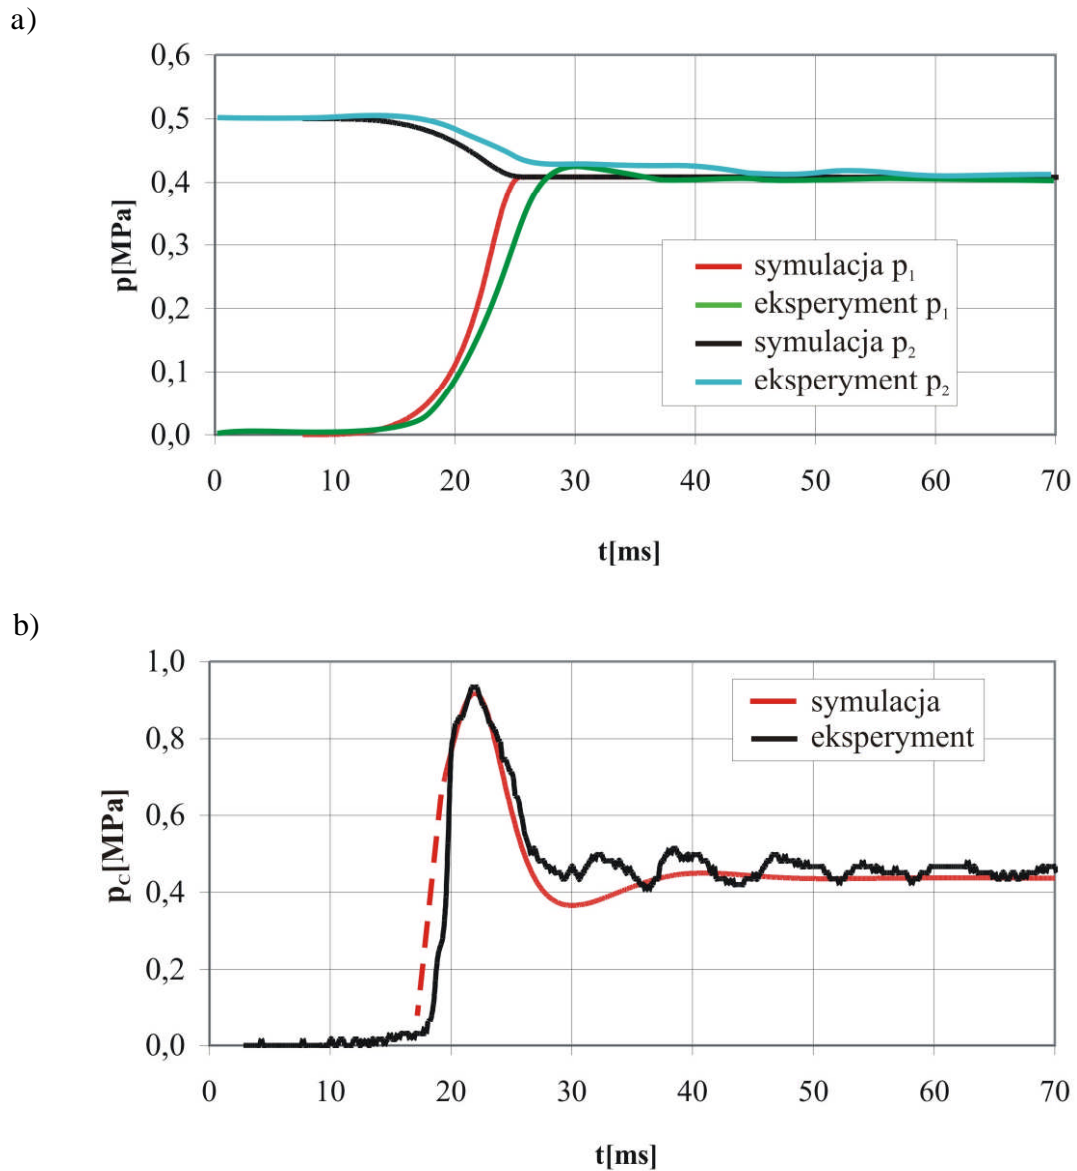 a)
0,6
0,5
0,4
0,3
0,2
0,1
0,0
p[MPa]
symulacja p₁
eksperyment p₁
symulacja p₂
eksperyment p₂
0 10 20 30 40 50 60 70
t[ms]
b)
1,0
0,8
0,6
0,4
0,2
0,0
p_C[MPa]
symulacja
eksperyment
0 10 20 30 40 50 60 70
t[ms]